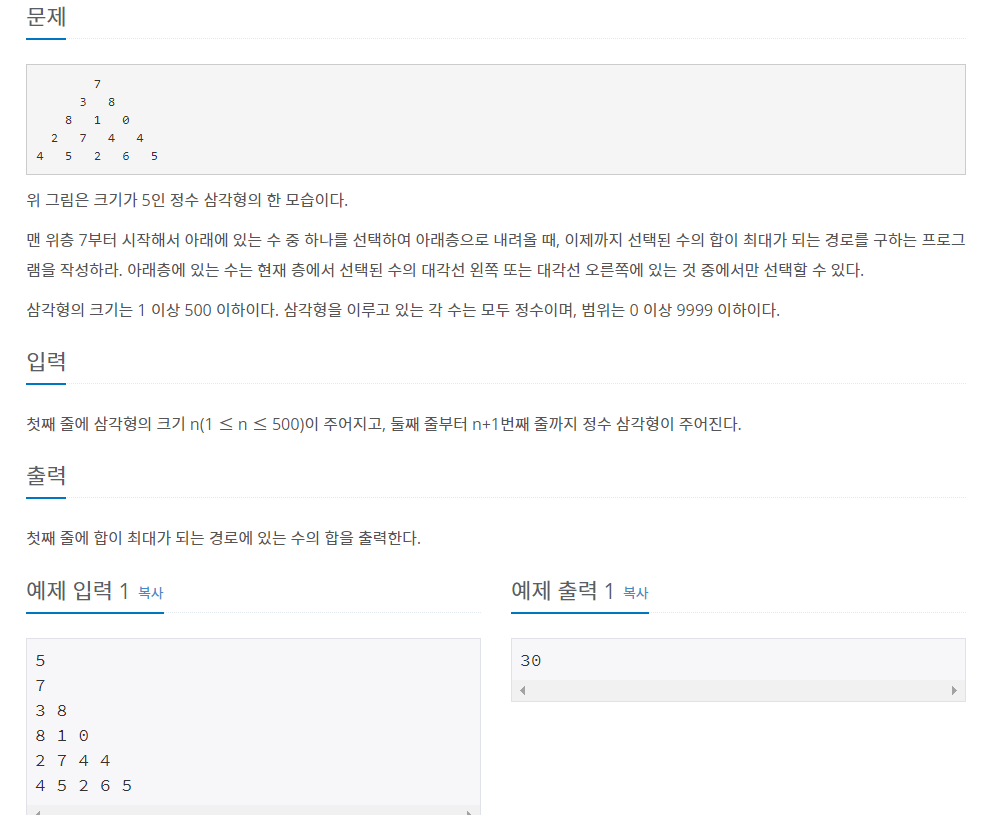 문제
7
3 8
8 1 0
2 7 4 4
4 5 2 6 5
위 그림은 크기가 5인 정수 삼각형의 한 모습이다.
맨 위층 7부터 시작해서 아래에 있는 수 중 하나를 선택하여 아래층으로 내려올 때, 이제까지 선택된 수의 합이 최대가 되는 경로를 구하는 프로그
램을 작성하라. 아래층에 있는 수는 현재 층에서 선택된 수의 대각선 왼쪽 또는 대각선 오른쪽에 있는 것 중에서만 선택할 수 있다.
삼각형의 크기는 1 이상 500 이하이다. 삼각형을 이루고 있는 각 수는 모두 정수이며, 범위는 0 이상 9999 이하이다.
입력
첫째 줄에 삼각형의 크기 n(1 ≤ n ≤ 500)이 주어지고, 둘째 줄부터 n+1번째 줄까지 정수 삼각형이 주어진다.
출력
첫째 줄에 합이 최대가 되는 경로에 있는 수의 합을 출력한다.
예제 입력 1 복사
5
7
3 8
8 1 0
2 7 4 4
4 5 2 6 5
예제 출력 1 복사
30